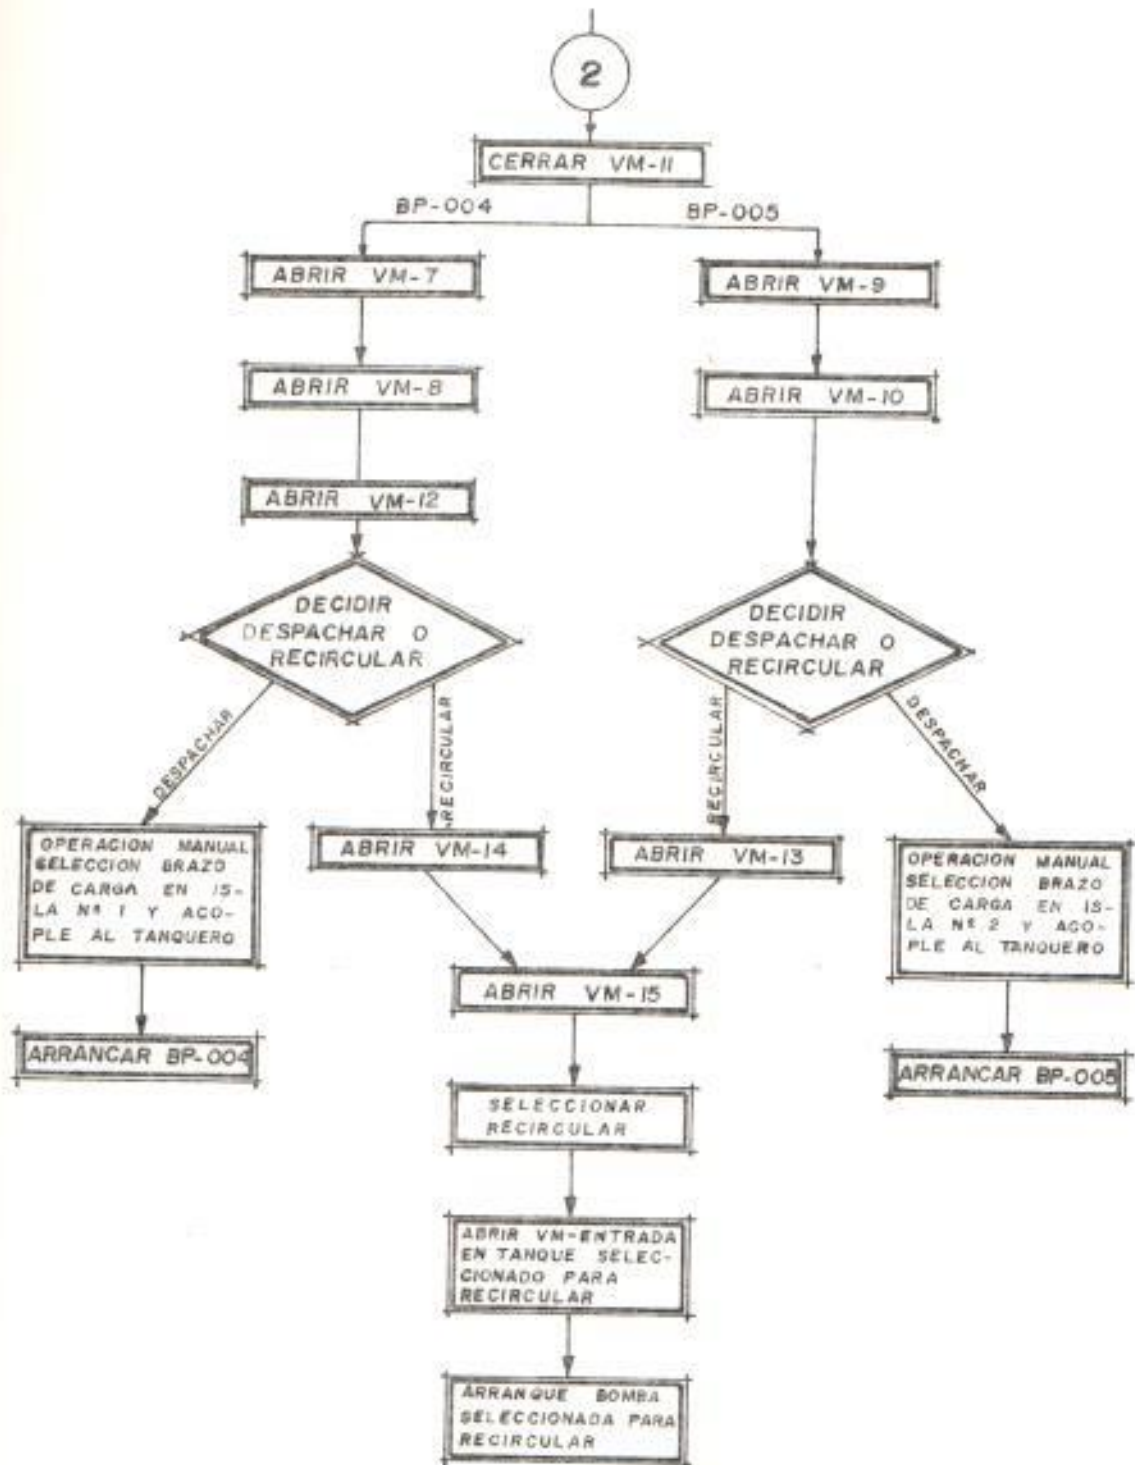 2
CERRAR VM-11
BP-004
BP-005
ABRIR VM-7
ABRIR VM-9
ABRIR VM-8
ABRIR VM-10
ABRIR VM-12
DECIDIR
DESPACHAR O
RECIRCULAR
DECIDIR
DESPACHAR O
RECIRCULAR
DESPACHAR
RECIRCULAR
RECIRCULAR
DESPACHAR
OPERACION MANUAL
SELECCION BRAZO
DE CARGA EN IS-
LA Nº 1 Y ACO-
PLE AL TANQUERO
ABRIR VM-14
ABRIR VM-13
OPERACION MANUAL
SELECCION BRAZO
DE CARGA EN IS-
LA Nº 2 Y ACO-
PLE AL TANQUERO
ABRIR VM-15
ARRANCAR BP-004
ARRANCAR BP-005
SELECCIONAR
RECIRCULAR
ABRIR VM-ENTRADA
EN TANQUE SELEC-
CIONADO PARA
RECIRCULAR
ARRANQUE BOMBA
SELECCIONADA PARA
RECIRCULAR